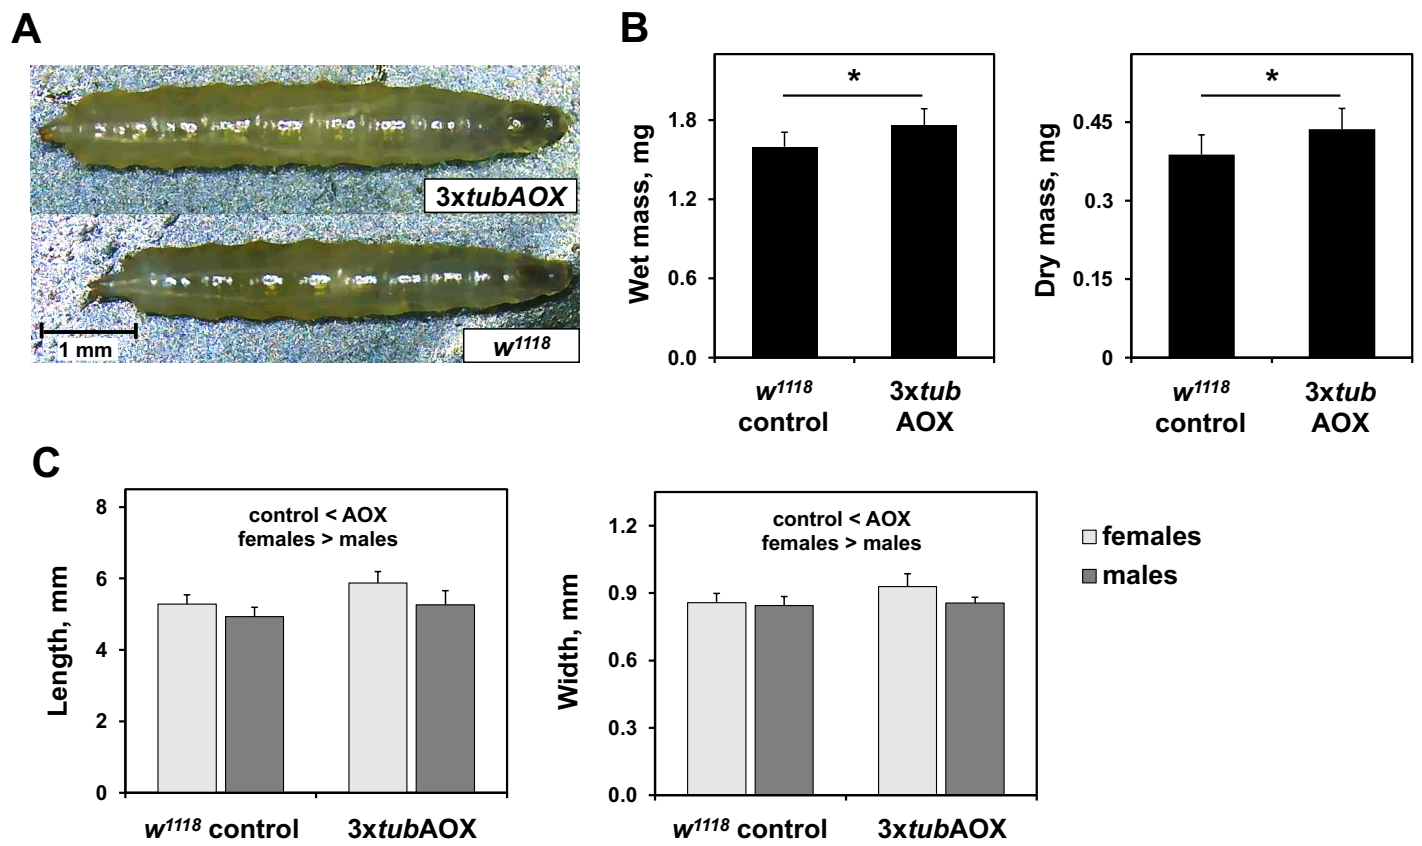 A
3xtubAOX
w1118
1 mm
B
Wet mass, mg
1.8
1.2
0.6
0.0
*
w1118
control
3xtub
AOX
Dry mass, mg
0.45
0.3
0.15
0
*
w1118
control
3xtub
AOX
C
Length, mm
8
6
4
2
0
control < AOX
females > males
w1118 control
3xtubAOX
Width, mm
1.2
0.9
0.6
0.3
0.0
control < AOX
females > males
w1118 control
3xtubAOX
females
males